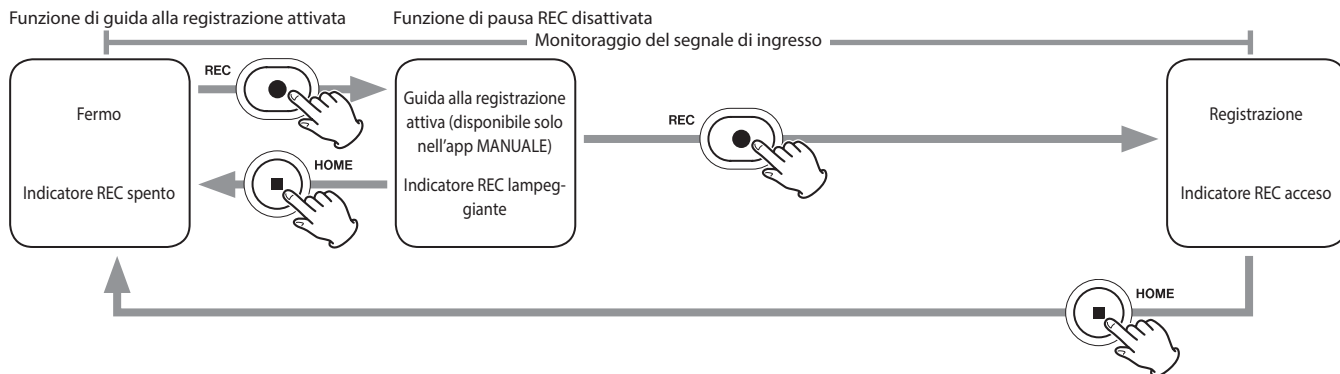 Funzione di guida alla registrazione attivata
Funzione di pausa REC disattivata
Monitoraggio del segnale di ingresso
Fermo
Indicatore REC spento
REC
HOME
Guida alla registrazione
attiva (disponibile solo
nell'app MANUALE)
Indicatore REC lampeg-
giante
REC
Registrazione
Indicatore REC acceso
HOME